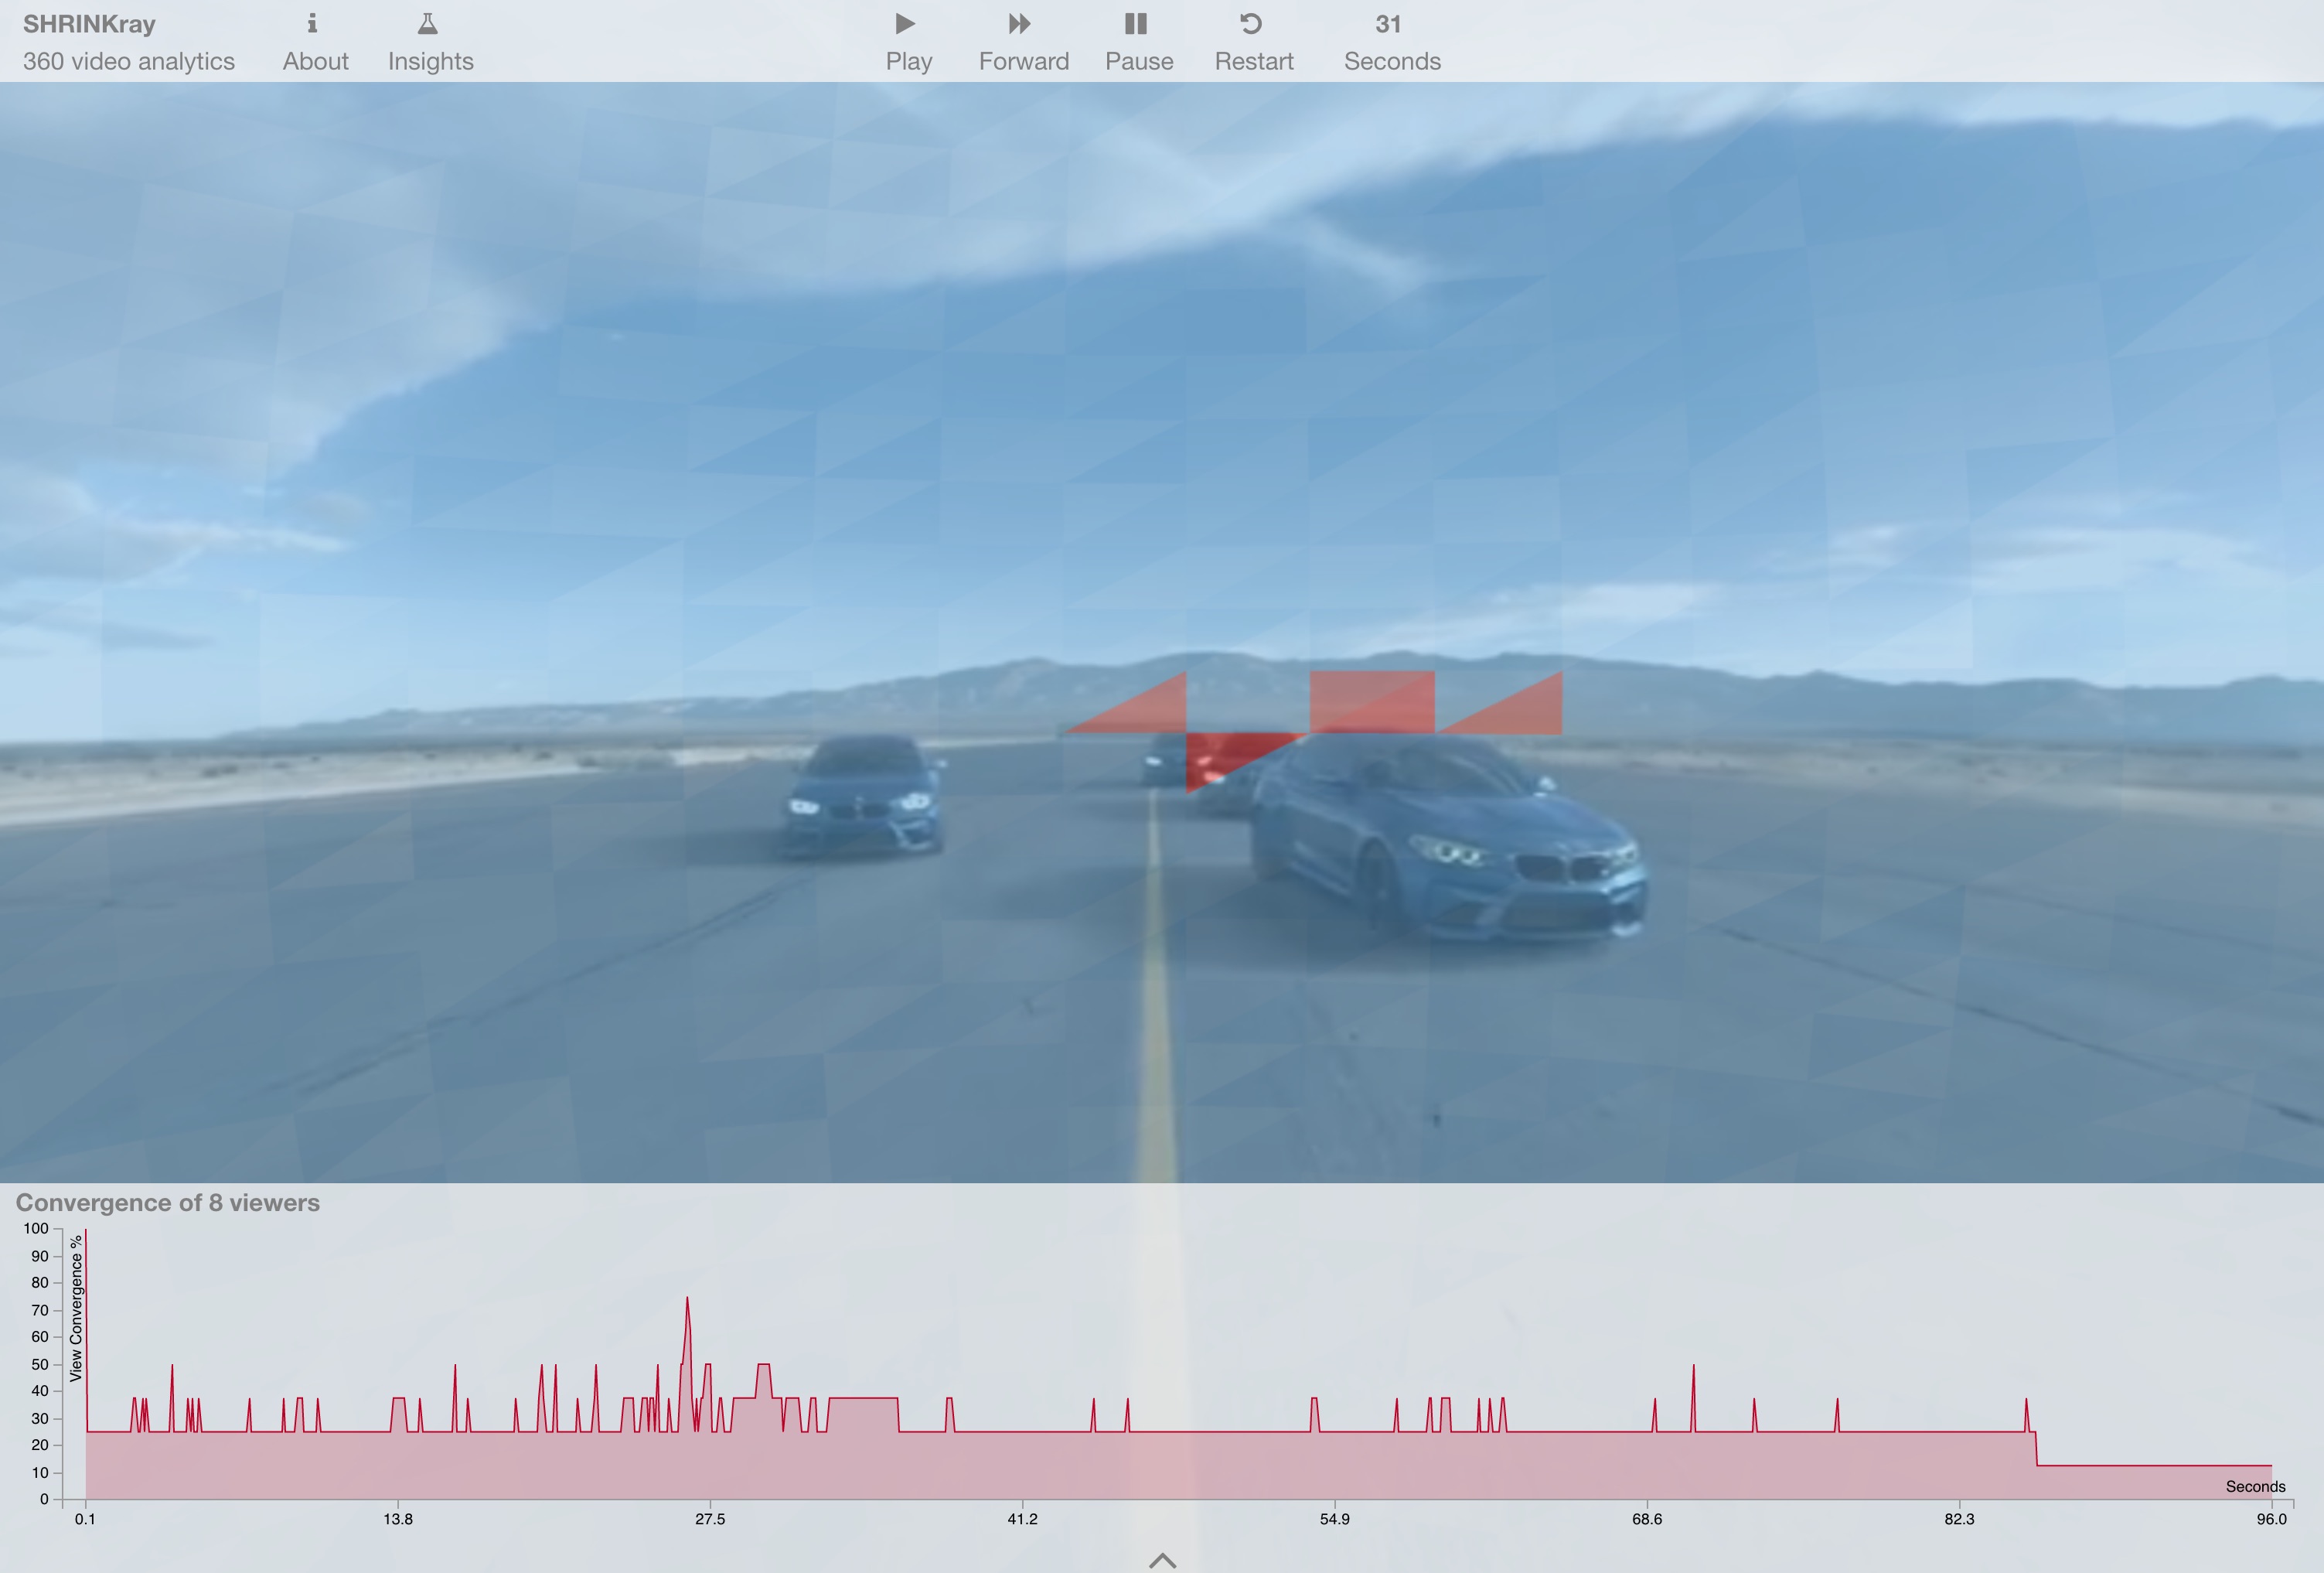 SHRINKray
360 video analytics
About
Insights
Play
Forward
Pause
Restart
31
Seconds
Convergence of 8 viewers
View Convergence %
100
90
80
70
60
50
40
30
20
10
0
Seconds
0.1 13.8 27.5 41.2 54.9 68.6 82.3 96.0